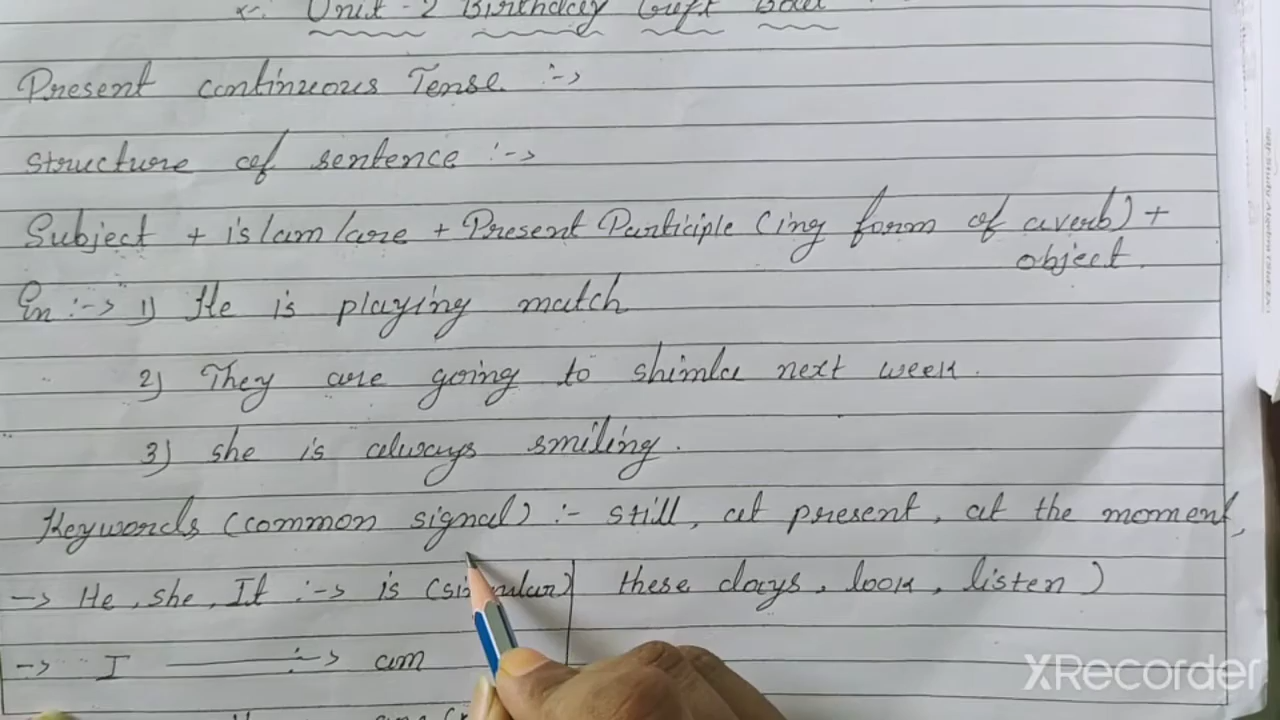 Unit - 2 Birthday Gift
Present continuous Tense :->
structure of sentence :->
Subject + is/am/are + Present Participle (ing form of a verb) +
object.
Ex :-> 1) He is playing match
2) They are going to shimla next week.
3) she is always smiling.
Keywords (common signal) :- still, at present, at the moment,
-> He, she, It :-> is (singular) these days, look, listen)
-> I :-> am
XRecorder